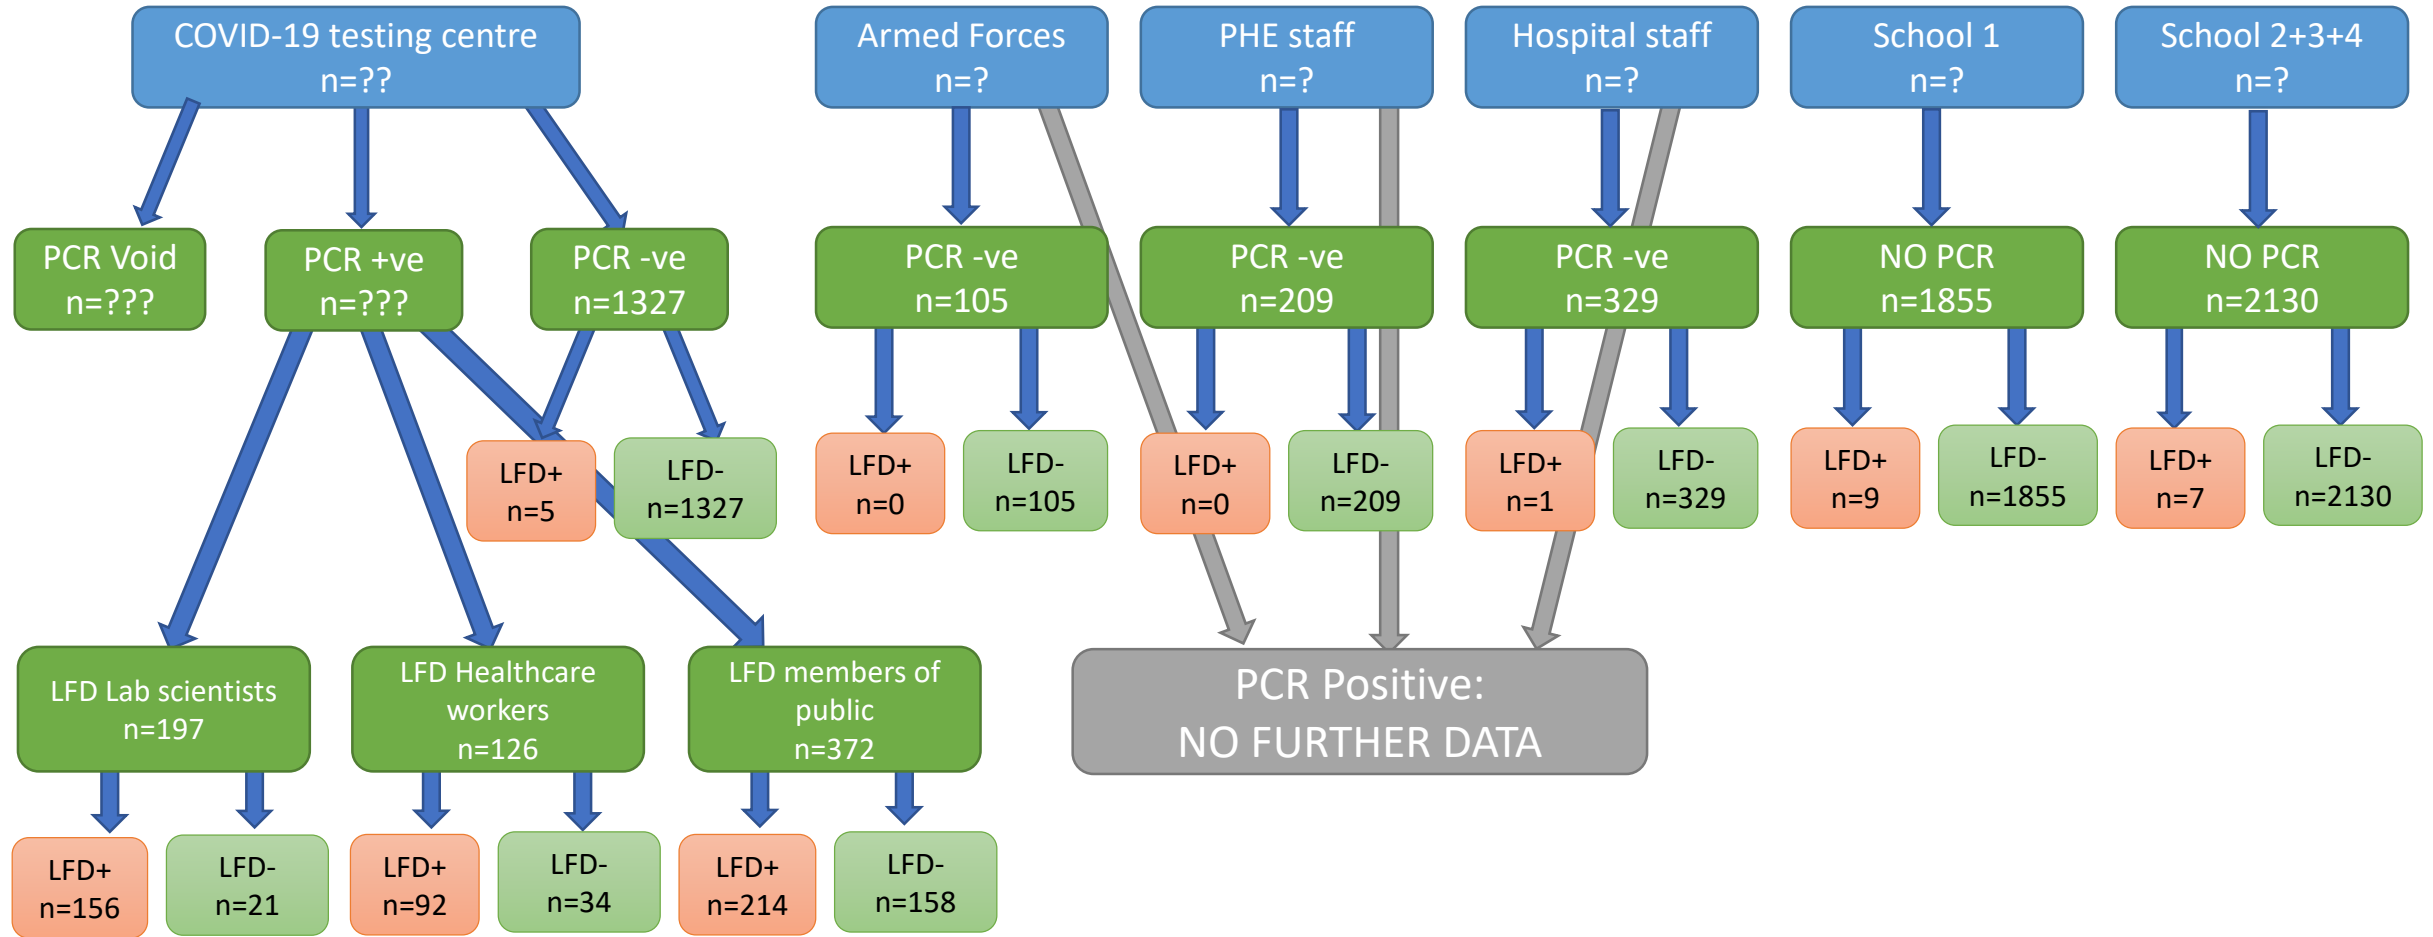 COVID-19 testing centre
n=??
Armed Forces
n=?
PHE staff
n=?
Hospital staff
n=?
School 1
n=?
School 2+3+4
n=?
PCR Void
n=???
PCR +ve
n=???
PCR -ve
n=1327
PCR -ve
n=105
PCR -ve
n=209
PCR -ve
n=329
NO PCR
n=1855
NO PCR
n=2130
LFD+
n=5
LFD-
n=1327
LFD+
n=0
LFD-
n=105
LFD+
n=0
LFD-
n=209
LFD+
n=1
LFD-
n=329
LFD+
n=9
LFD-
n=1855
LFD+
n=7
LFD-
n=2130
LFD Lab scientists
n=197
LFD Healthcare
workers
n=126
LFD members of
public
n=372
PCR Positive:
NO FURTHER DATA
LFD+
n=156
LFD-
n=21
LFD+
n=92
LFD-
n=34
LFD+
n=214
LFD-
n=158